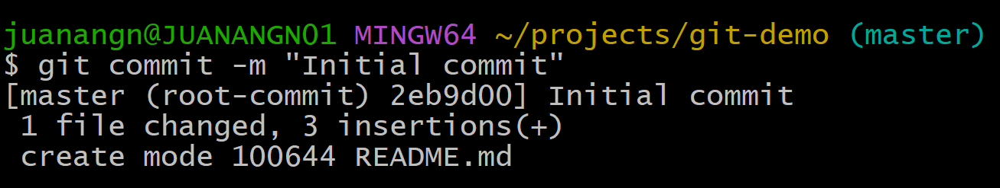 juanangn@JUANANGN01 MINGW64 ~/projects/git-demo (master)
$ git commit -m "Initial commit"
[master (root-commit) 2eb9d00] Initial commit
 1 file changed, 3 insertions(+)
 create mode 100644 README.md